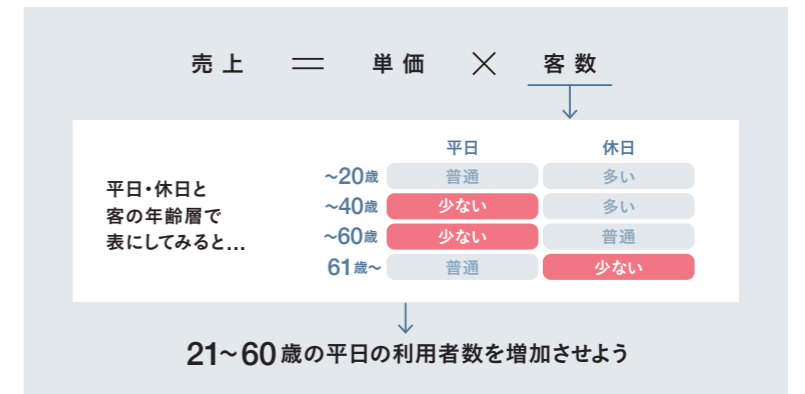 売上 = 単価 × 客数
平日・休日と
客の年齢層で
表にしてみると…
平日 休日
～20歳 普通 多い
～40歳 少ない 多い
～60歳 少ない 普通
61歳～ 普通 少ない
21～60歳の平日の利用者数を増加させよう